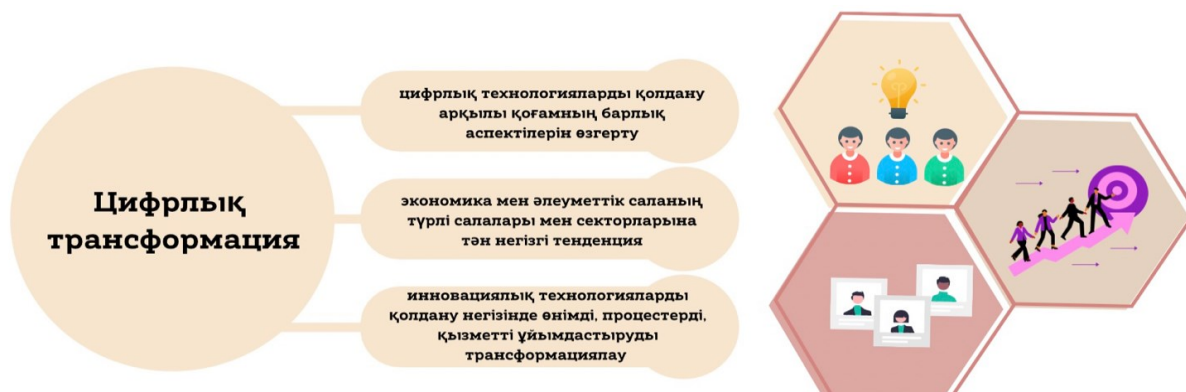 Цифрлық
трансформация
цифрлық технологияларды қолдану
арқылы қоғамның барлық
аспектілерін өзгерту
экономика мен әлеуметтік саланың
түрлі салалары мен секторларына
тән негізгі тенденция
инновациялық технологияларды
қолдану негізінде өнімді, процестерді,
қызметті ұйымдастыруды
трансформациялау